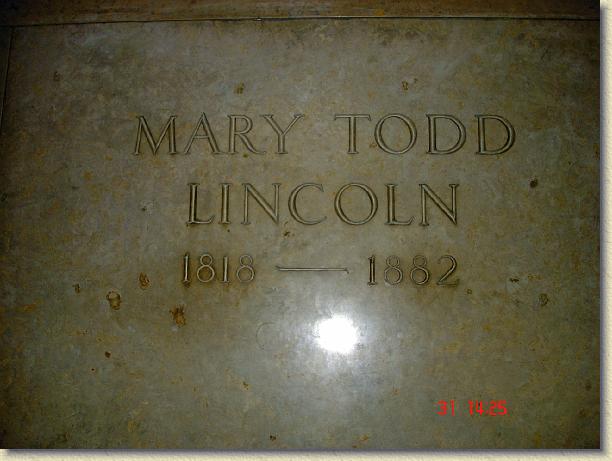 MARY TODD
LINCOLN
1818 — 1882
31 14:25